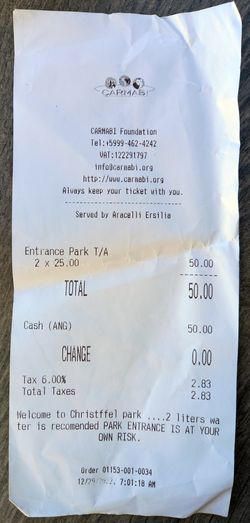 CARMABI
CARMABI Foundation
Tel:+5999-462-4242
VAT:122291797
info@carmabi.org
http://www.carmabi.org
Always keep your ticket with you.
Served by Aracelli Ersilia
Entrance Park T/A
2 x 25.00 50.00
TOTAL 50.00
Cash (ANG) 50.00
CHANGE 0.00
Tax 6.00% 2.83
Total Taxes 2.83
Welcome to Christffel park ....2 liters wa
ter is recomended PARK ENTRANCE IS AT YOUR
OWN RISK.
Order 01153-001-0034
7:01:18 AM